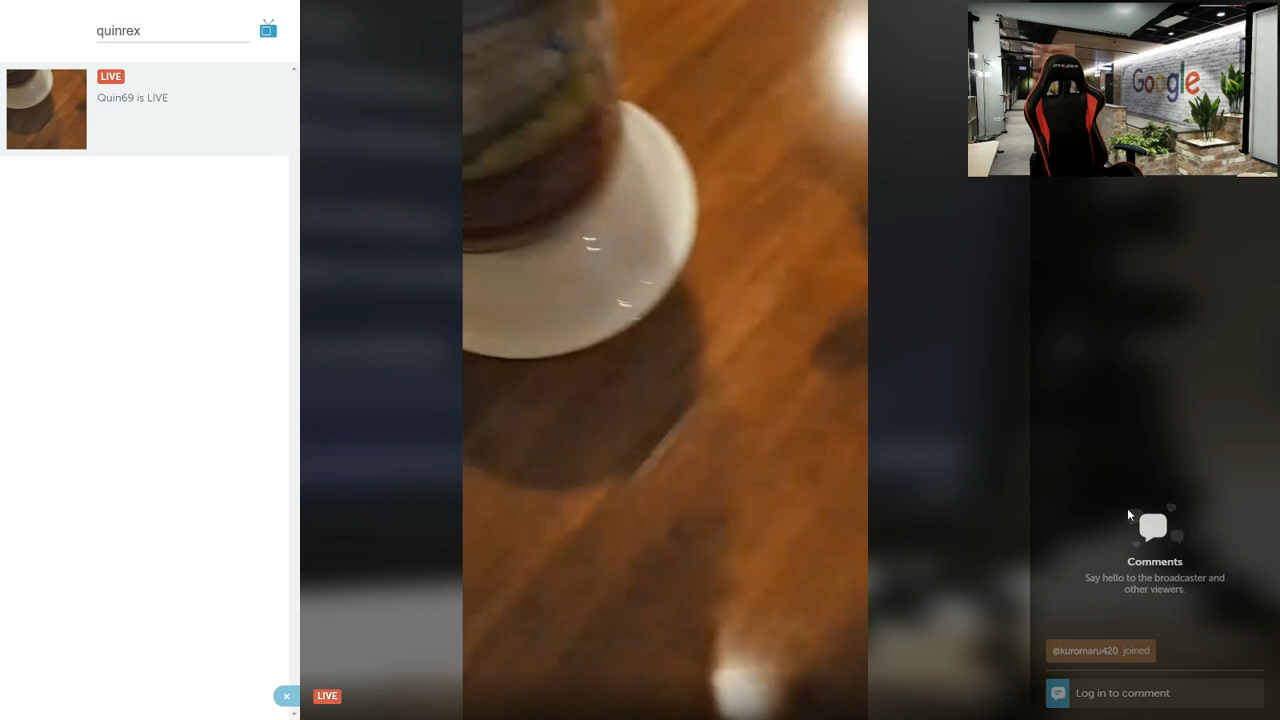 quinrex
LIVE
Quin69 is LIVE
Google
Comments
Say hello to the broadcaster and
other viewers.
@kuromaru420 joined
LIVE
Log in to comment